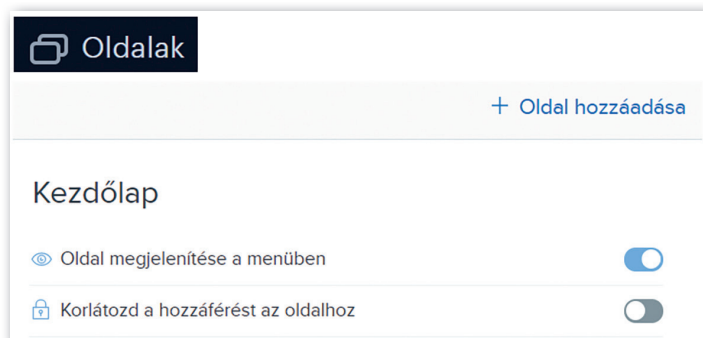 Oldalak
+ Oldal hozzáadása
Kezdőlap
Oldal megjelenítése a menüben
Korlátozd a hozzáférést az oldalhoz